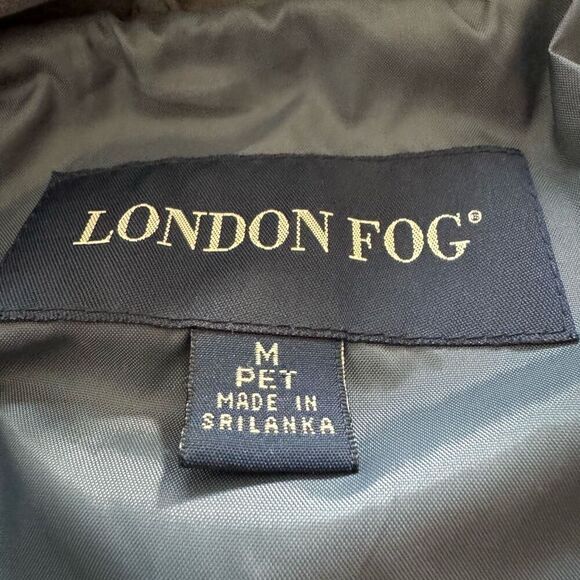 LONDON FOG®
M
PET
MADE IN
SRILANKA